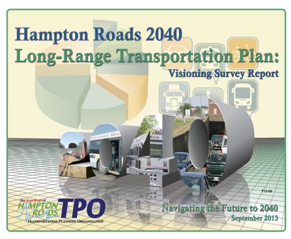 Hampton Roads 2040
Long-Range Transportation Plan:
Visioning Survey Report
2040
HAMPTON
ROADS
TPO
TRANSPORTATION PLANNING ORGANIZATION
Navigating the Future to 2040
September 2013